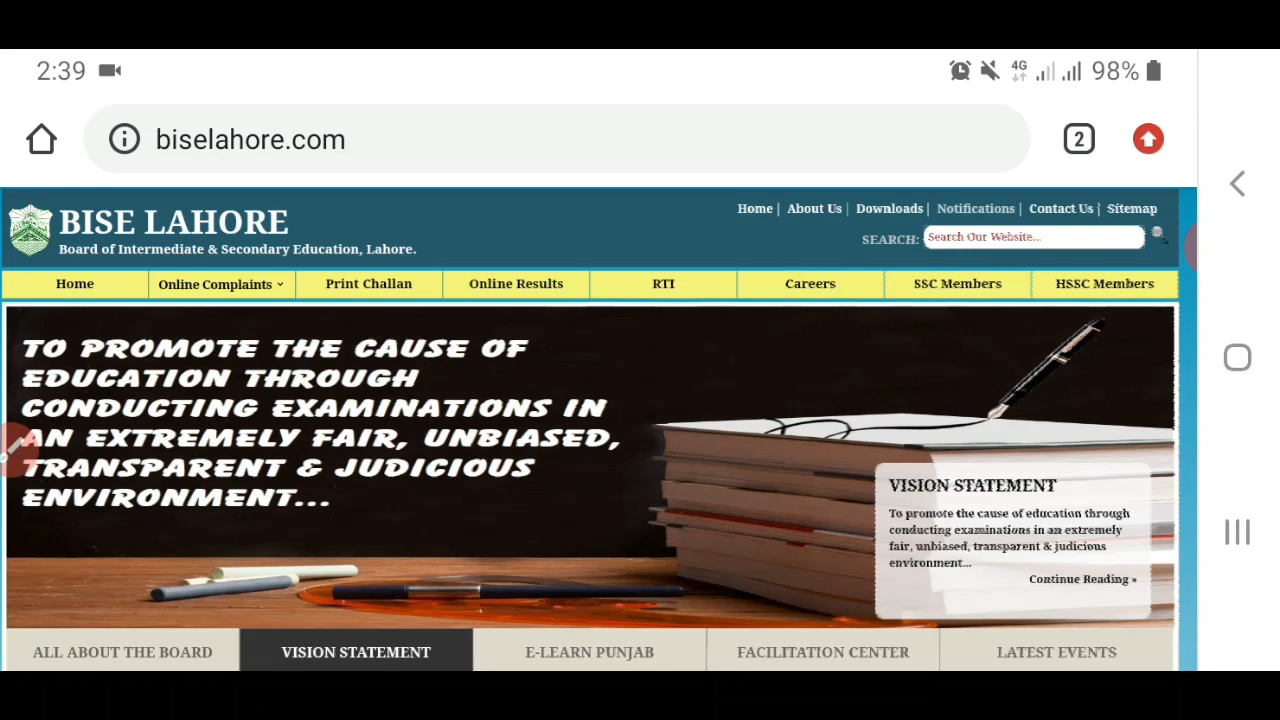 2:39
4G
98%
biselahore.com
2
BISE LAHORE
Board of Intermediate & Secondary Education, Lahore.
Home | About Us | Downloads | Notifications | Contact Us | Sitemap
SEARCH: Search Our Website...
Home Online Complaints Print Challan Online Results RTI Careers SSC Members HSSC Members
TO PROMOTE THE CAUSE OF
EDUCATION THROUGH
CONDUCTING EXAMINATIONS IN
AN EXTREMELY FAIR, UNBIASED,
TRANSPARENT & JUDICIOUS
ENVIRONMENT...
VISION STATEMENT
To promote the cause of education through
conducting examinations in an extremely
fair, unbiased, transparent & judicious
environment...
Continue Reading »
ALL ABOUT THE BOARD VISION STATEMENT E-LEARN PUNJAB FACILITATION CENTER LATEST EVENTS